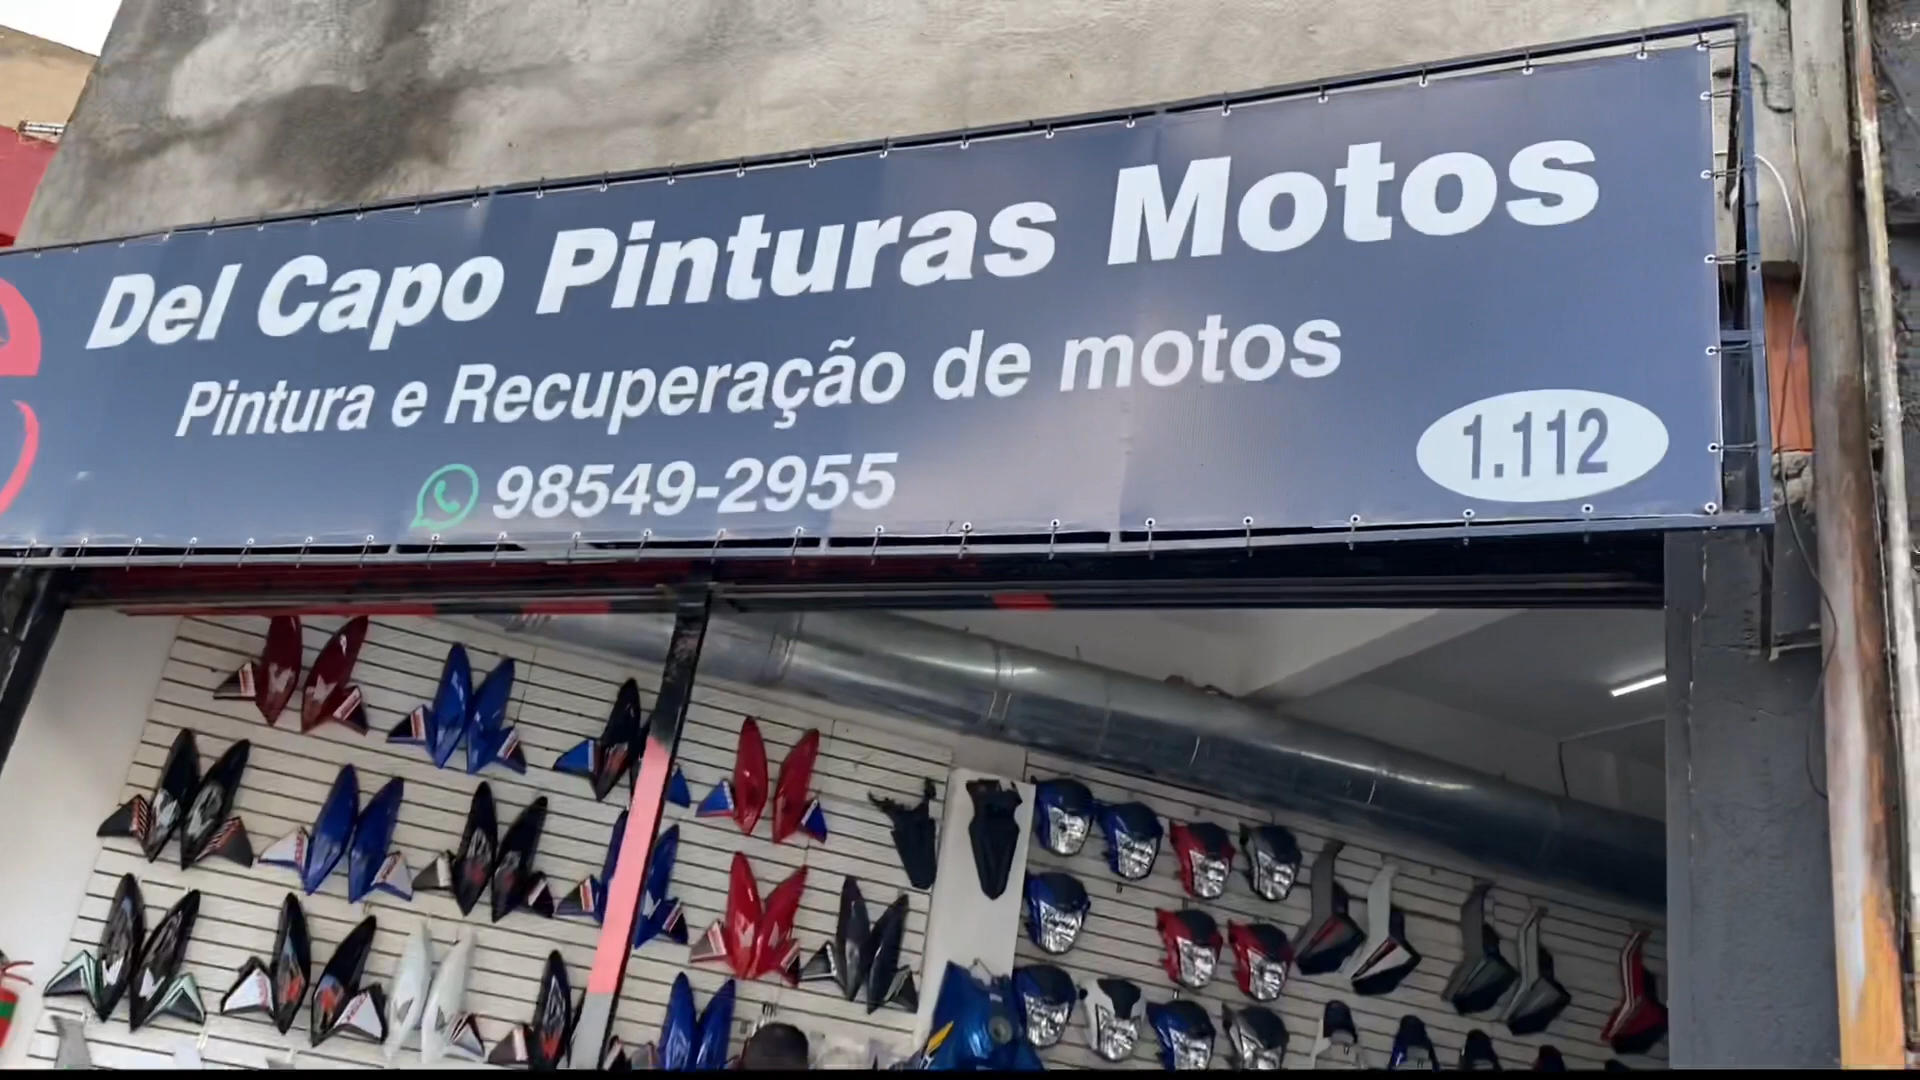 Del Capo Pinturas Motos
Pintura e Recuperação de motos
98549-2955
1.112